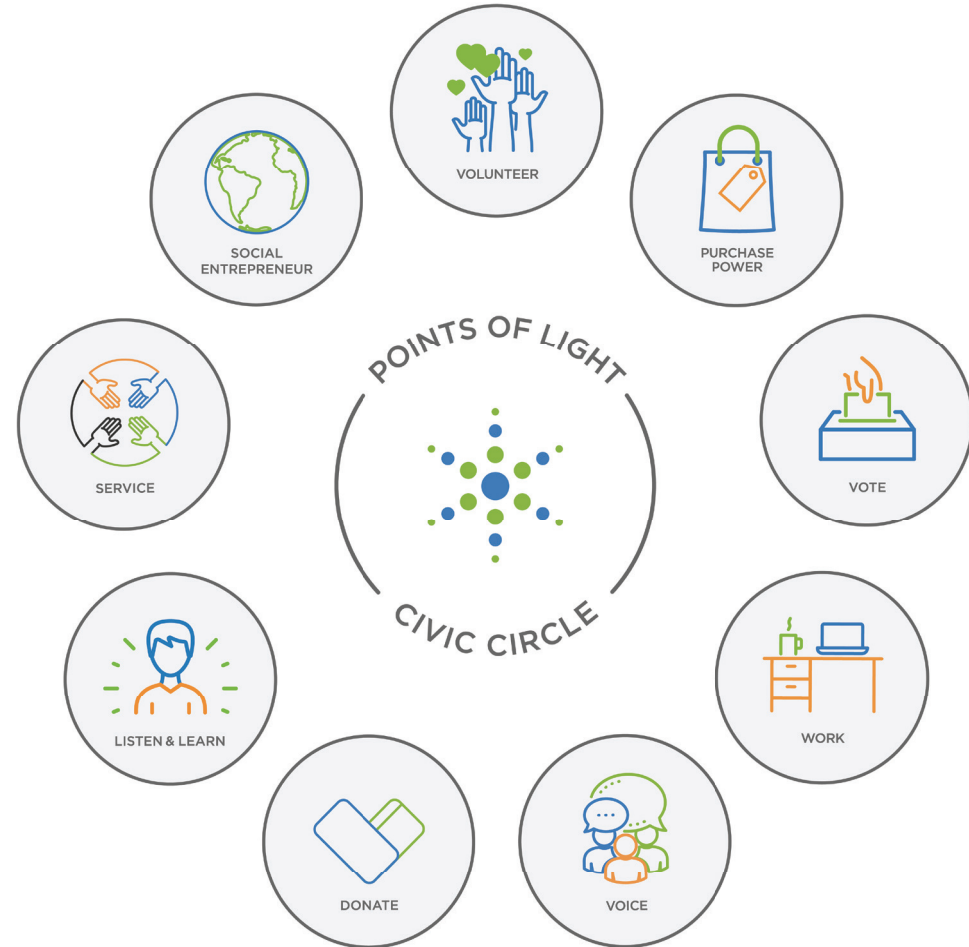 VOLUNTEER
SOCIAL
ENTREPRENEUR
PURCHASE
POWER
POINTS OF LIGHT
SERVICE
VOTE
CIVIC CIRCLE
LISTEN & LEARN
WORK
DONATE
VOICE